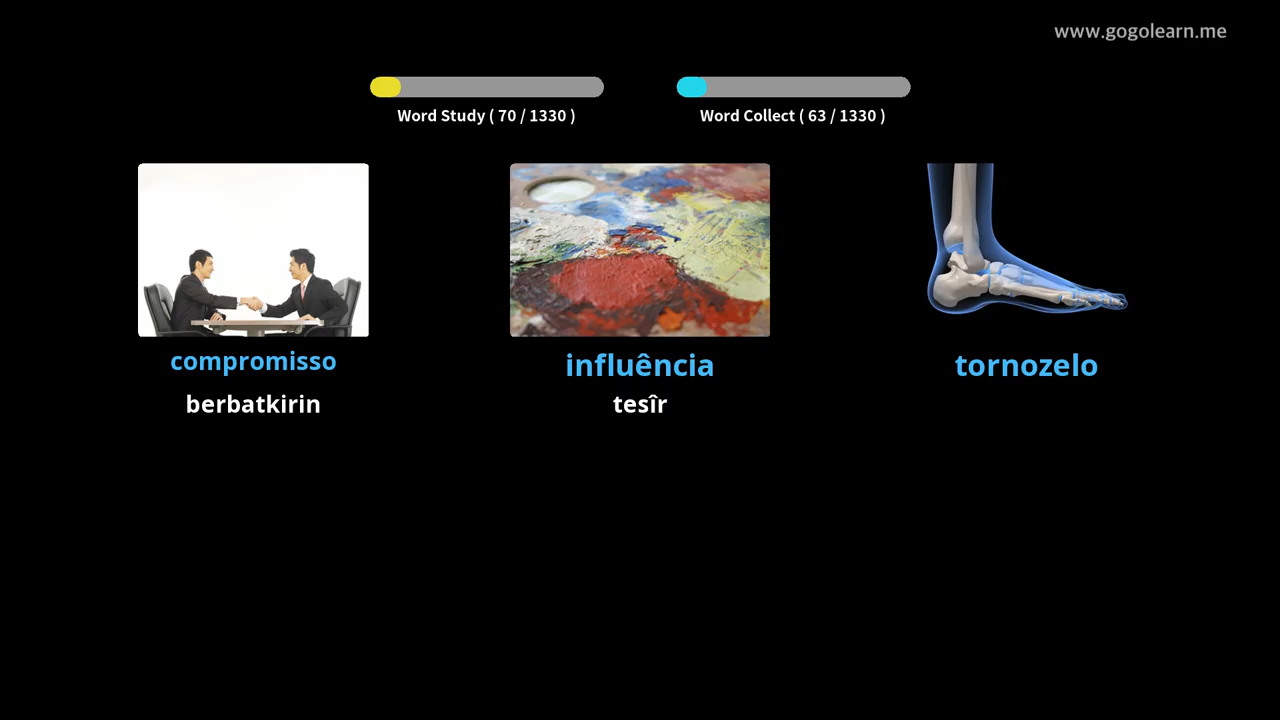 www.gogolearn.me
Word Study ( 70 / 1330 )
Word Collect ( 63 / 1330 )
compromisso
berbatkirin
influência
tesîr
tornozelo